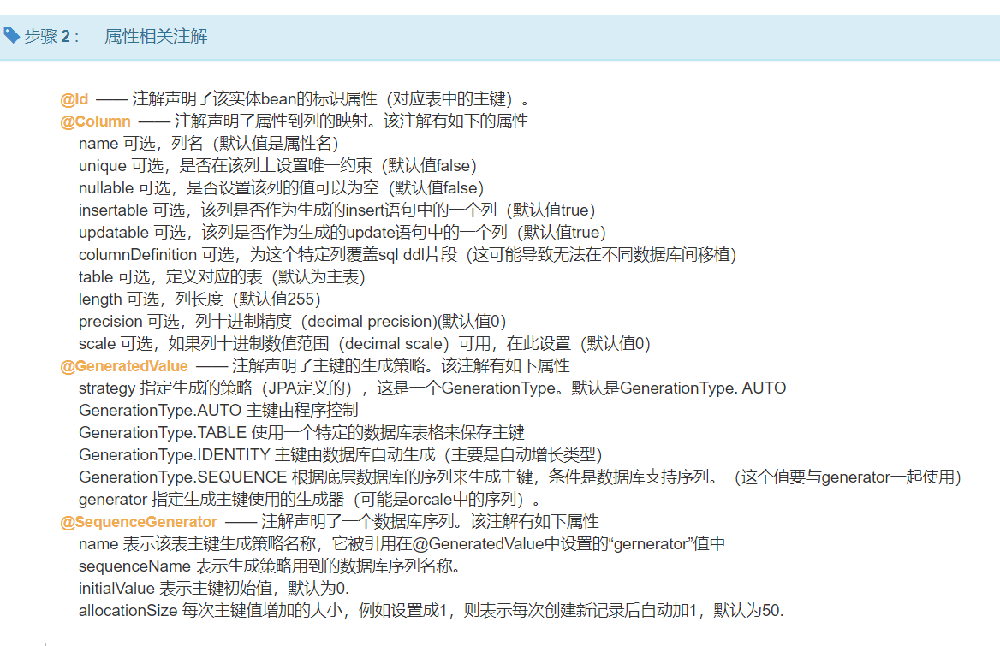 步骤 2 : 属性相关注解
@Id —— 注解声明了该实体bean的标识属性（对应表中的主键）。
@Column —— 注解声明了属性到列的映射。该注解有如下的属性
name 可选，列名（默认值是属性名）
unique 可选，是否在该列上设置唯一约束（默认值false）
nullable 可选，是否设置该列的值可以为空（默认值false）
insertable 可选，该列是否作为生成的insert语句中的一个列（默认值true）
updatable 可选，该列是否作为生成的update语句中的一个列（默认值true）
columnDefinition 可选，为这个特定列覆盖sql ddl片段（这可能导致无法在不同数据库间移植）
table 可选，定义对应的表（默认为主表）
length 可选，列长度（默认值255）
precision 可选，列十进制精度（decimal precision)(默认值0）
scale 可选，如果列十进制数值范围（decimal scale）可用，在此设置（默认值0）
@GeneratedValue —— 注解声明了主键的生成策略。该注解有如下属性
strategy 指定生成的策略（JPA定义的），这是一个GenerationType。默认是GenerationType. AUTO
GenerationType.AUTO 主键由程序控制
GenerationType.TABLE 使用一个特定的数据库表格来保存主键
GenerationType.IDENTITY 主键由数据库自动生成（主要是自动增长类型）
GenerationType.SEQUENCE 根据底层数据库的序列来生成主键，条件是数据库支持序列。（这个值要与generator一起使用）
generator 指定生成主键使用的生成器（可能是orcale中的序列）。
@SequenceGenerator —— 注解声明了一个数据库序列。该注解有如下属性
name 表示该表主键生成策略名称，它被引用在@GeneratedValue中设置的“gernerator”值中
sequenceName 表示生成策略用到的数据库序列名称。
initialValue 表示主键初始值，默认为0.
allocationSize 每次主键值增加的大小，例如设置成1，则表示每次创建新记录后自动加1，默认为50.